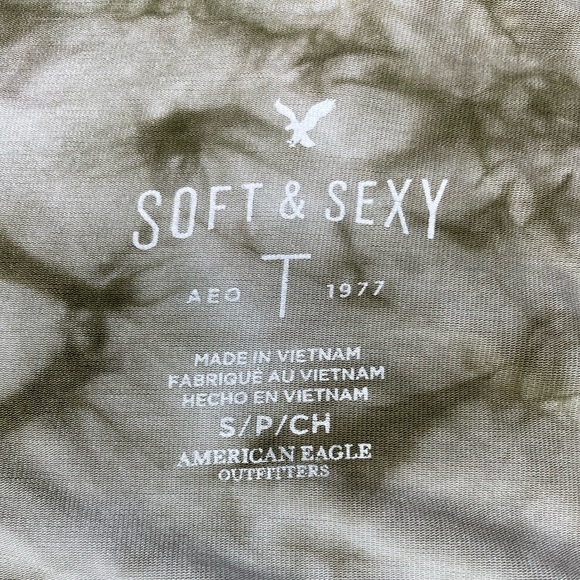 SOFT & SEXY
AEO T 1977
MADE IN VIETNAM
FABRIQUÉ AU VIETNAM
HECHO EN VIETNAM
S/P/CH
AMERICAN EAGLE
OUTFITTERS